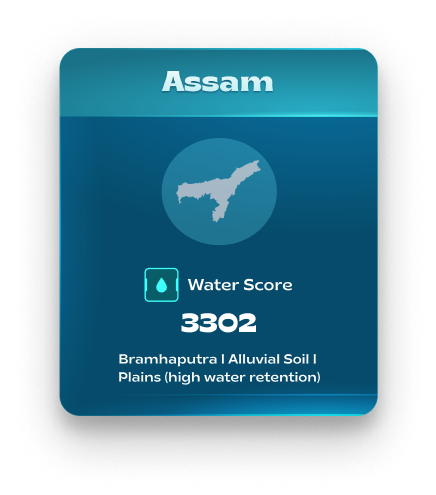 Assam
Water Score
3302
Bramhaputra | Alluvial Soil |
Plains (high water retention)